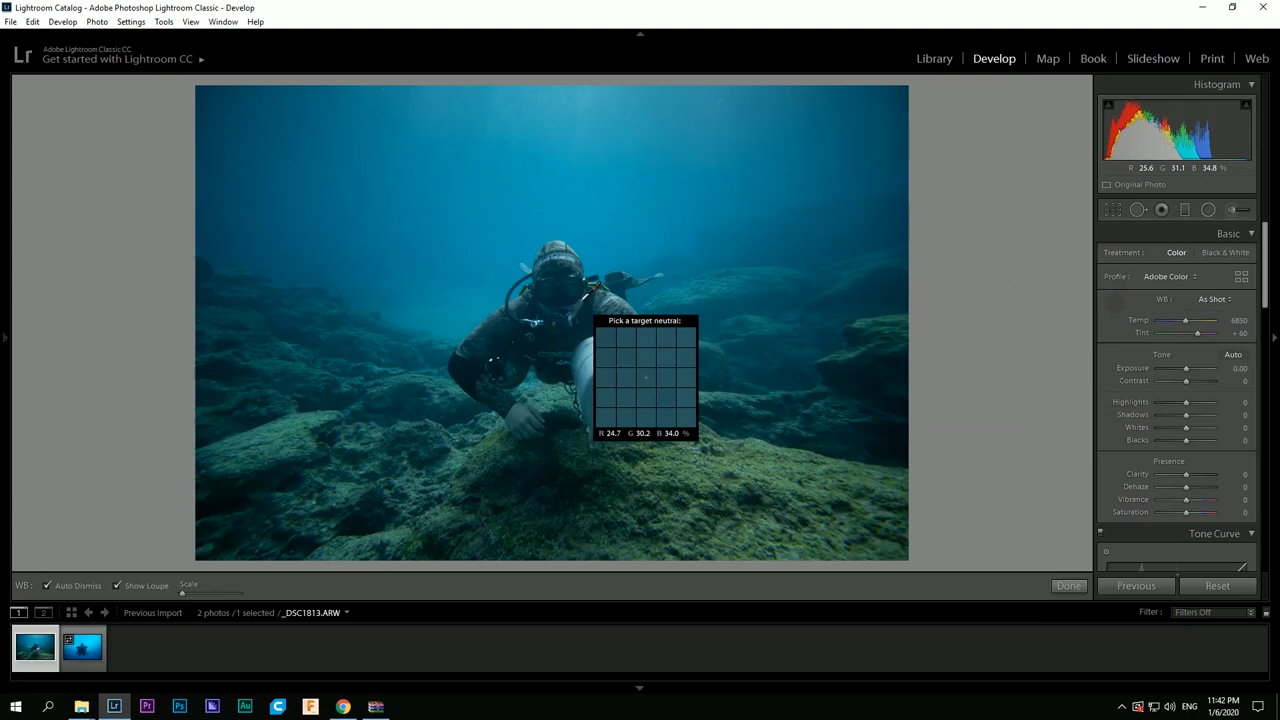 Lightroom Catalog - Adobe Photoshop Lightroom Classic - Develop
File Edit Develop Photo Settings Tools View Window Help
Lr
Adobe Lightroom Classic CC
Get started with Lightroom CC
Library Develop Map Book Slideshow Print Web
Histogram
R 25.6 G 31.1 B 34.8 %
Original Photo
Basic
Treatment: Color Black & White
Profile: Adobe Color
WB: As Shot
Temp 6850
Tint + 60
Tone Auto
Exposure 0.00
Contrast 0
Highlights 0
Shadows 0
Whites 0
Blacks 0
Presence
Clarity 0
Dehaze 0
Vibrance 0
Saturation 0
Tone Curve
Pick a target neutral:
R 24.7 G 30.2 B 34.0 %
WB: Auto Dismiss Show Loupe Scale
Done
Previous Reset
1 2 Previous Import 2 photos /1 selected /_DSC1813.ARW
Filter: Filters Off
Lr Pr Ps Au C F
ENG
11:42 PM
1/6/2020